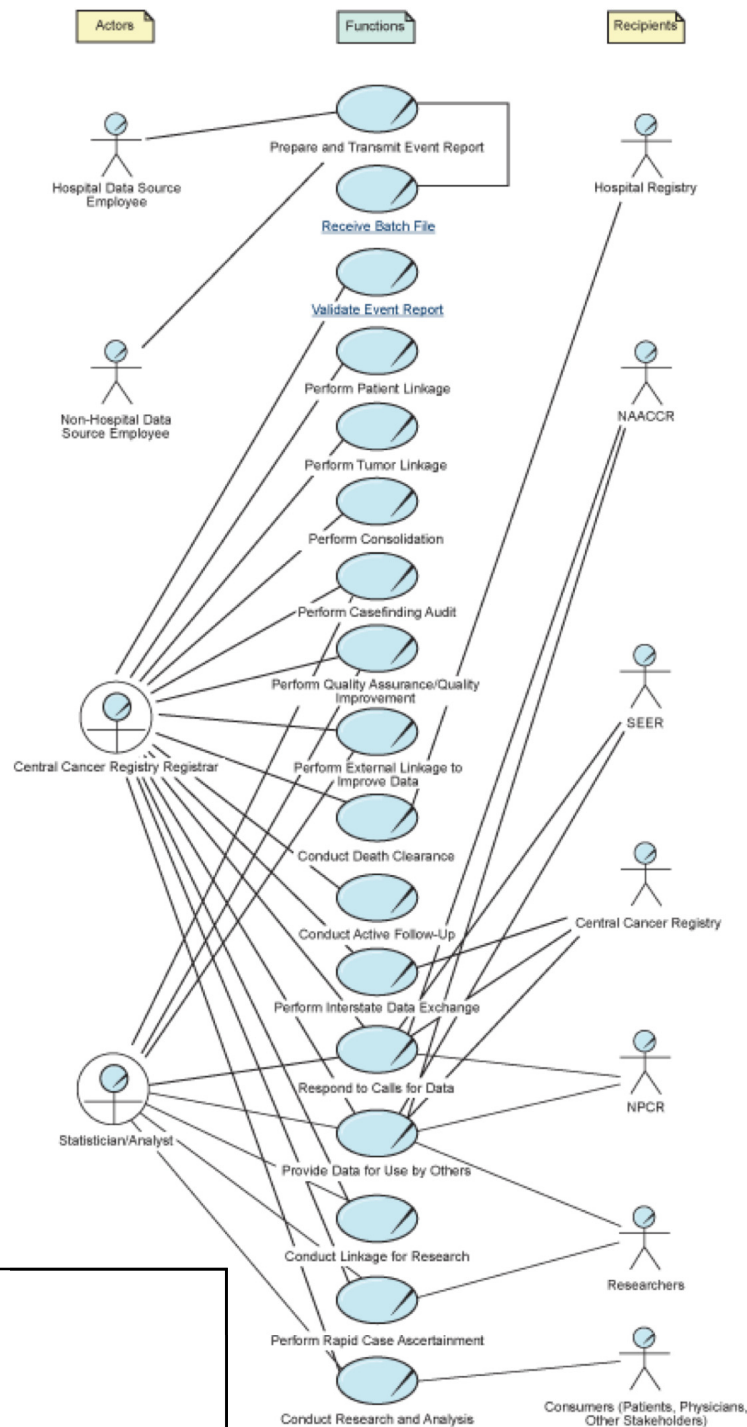 Actors
Functions
Recipients
Prepare and Transmit Event Report
Hospital Data Source
Employee
Hospital Registry
Receive Batch File
Validate Event Report
Perform Patient Linkage
Non-Hospital Data
Source Employee
NAACCR
Perform Tumor Linkage
Perform Consolidation
Perform Casefinding Audit
Perform Quality Assurance/Quality
Improvement
SEER
Central Cancer Registry Registrar
Perform External Linkage to
Improve Data
Conduct Death Clearance
Conduct Active Follow-Up
Central Cancer Registry
Perform Interstate Data Exchange
Respond to Calls for Data
NPCR
Statistician/Analyst
Provide Data for Use by Others
Conduct Linkage for Research
Researchers
Perform Rapid Case Ascertainment
Conduct Research and Analysis
Consumers (Patients, Physicians,
Other Stakeholders)